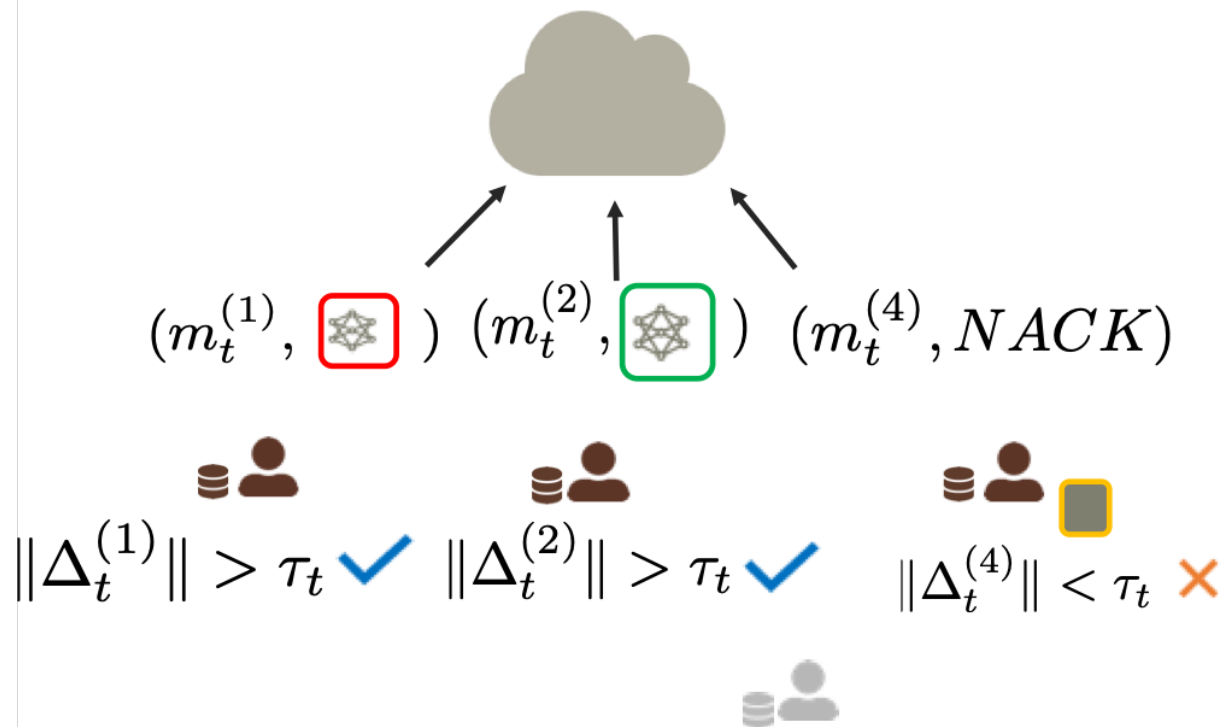 (m_t^{(1)}, ) (m_t^{(2)}, ) (m_t^{(4)}, NACK)
‖Δ_t^{(1)}‖ > τ_t ‖Δ_t^{(2)}‖ > τ_t ‖Δ_t^{(4)}‖ < τ_t